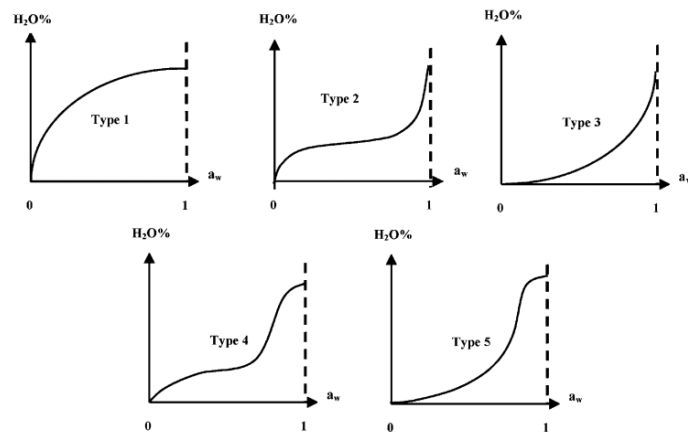 H₂O%
Type 1
a_w
0 1
H₂O%
Type 2
a_w
0 1
H₂O%
Type 3
a_w
0 1
H₂O%
Type 4
a_w
0 1
H₂O%
Type 5
a_w
0 1